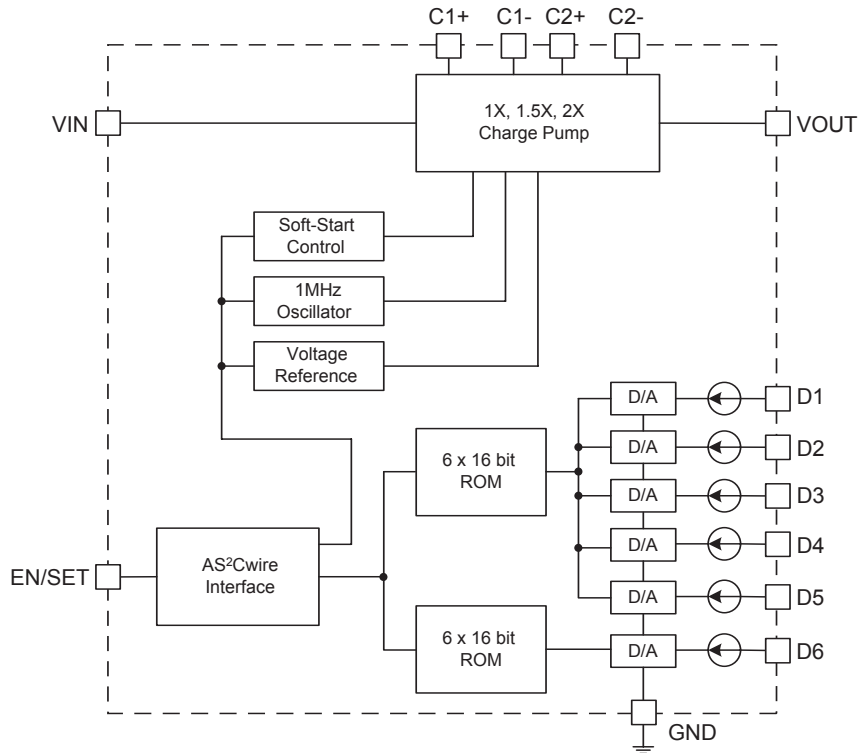 C1+ C1- C2+ C2-
VIN
1X, 1.5X, 2X
Charge Pump
VOUT
Soft-Start
Control
1MHz
Oscillator
Voltage
Reference
D/A
D1
D/A
D2
6 x 16 bit
ROM
D/A
D3
D/A
D4
EN/SET
AS²Cwire
Interface
D/A
D5
6 x 16 bit
ROM
D/A
D6
GND